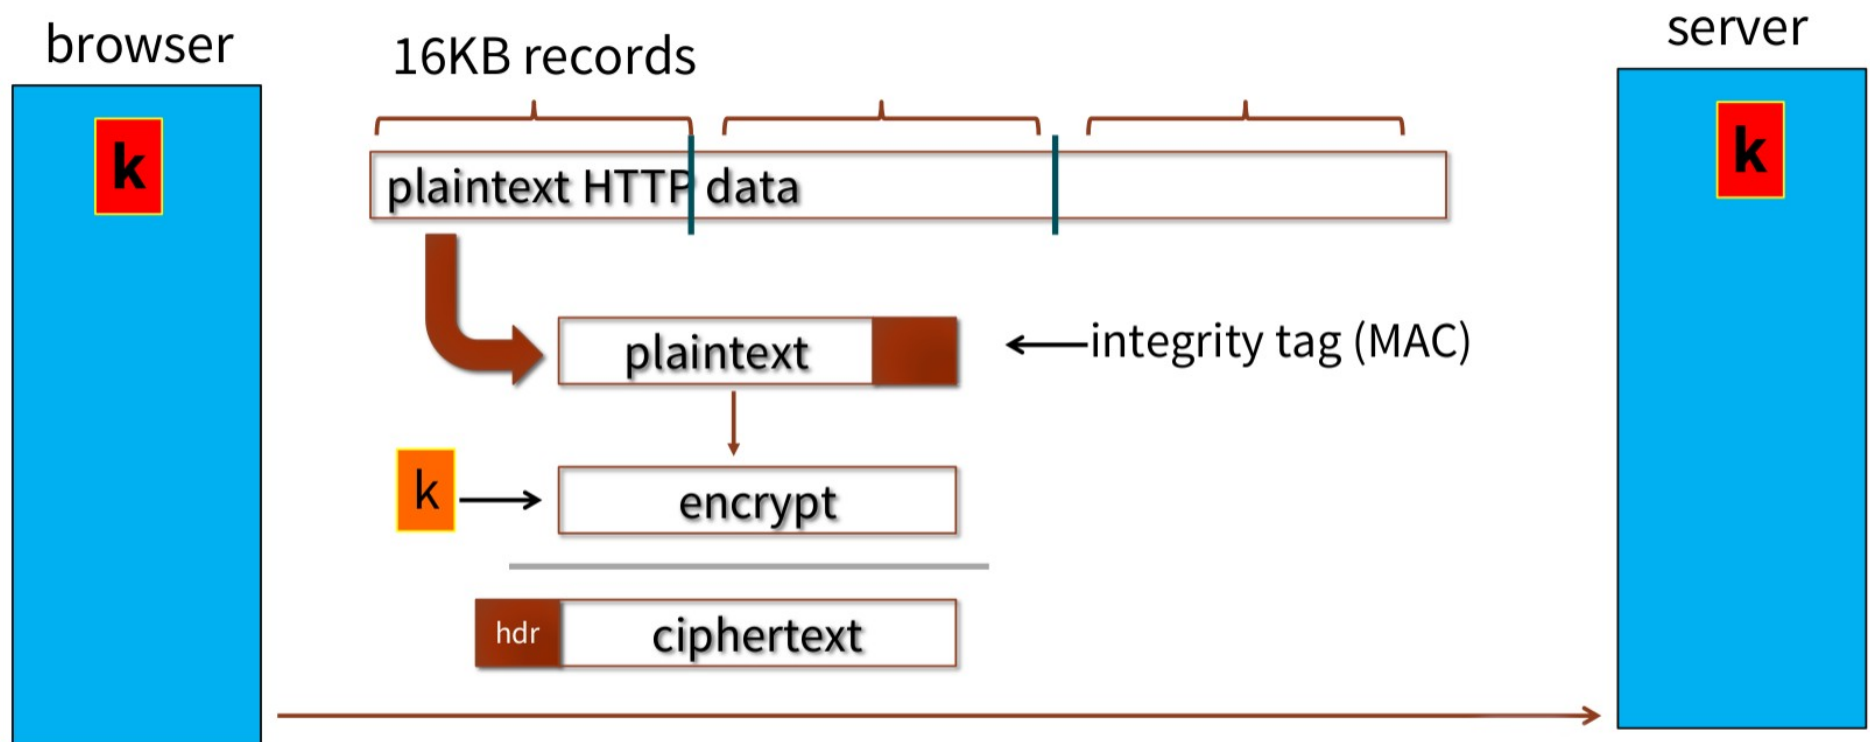 browser
server
16KB records
k
k
plaintext HTTP data
plaintext
integrity tag (MAC)
k
encrypt
hdr
ciphertext